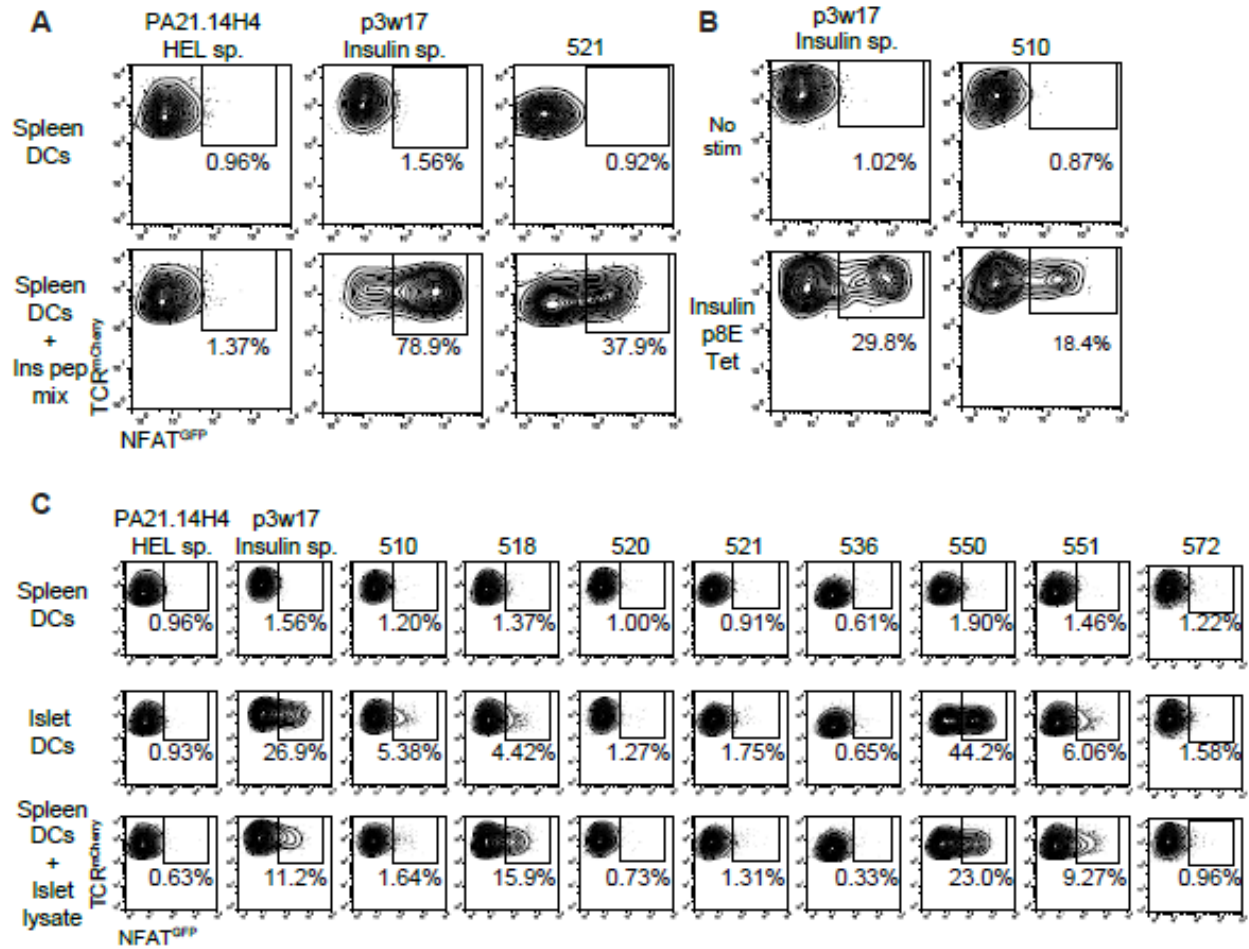 A
PA21.14H4
HEL sp.
p3w17
Insulin sp.
521
Spleen
DCs
0.96%
1.56%
0.92%
Spleen
DCs
+
Ins pep
mix
TCRmCherry
1.37%
78.9%
37.9%
NFATGFP
B
p3w17
Insulin sp.
510
No
stim
1.02%
0.87%
Insulin
p8E
Tet
29.8%
18.4%
C
PA21.14H4
HEL sp.
p3w17
Insulin sp.
510
518
520
521
536
550
551
572
Spleen
DCs
0.96%
1.56%
1.20%
1.37%
1.00%
0.91%
0.61%
1.90%
1.46%
1.22%
Islet
DCs
0.93%
26.9%
5.38%
4.42%
1.27%
1.75%
0.65%
44.2%
6.06%
1.58%
Spleen
DCs
+
Islet
lysate
TCRmCherry
0.63%
11.2%
1.64%
15.9%
0.73%
1.31%
0.33%
23.0%
9.27%
0.96%
NFATGFP